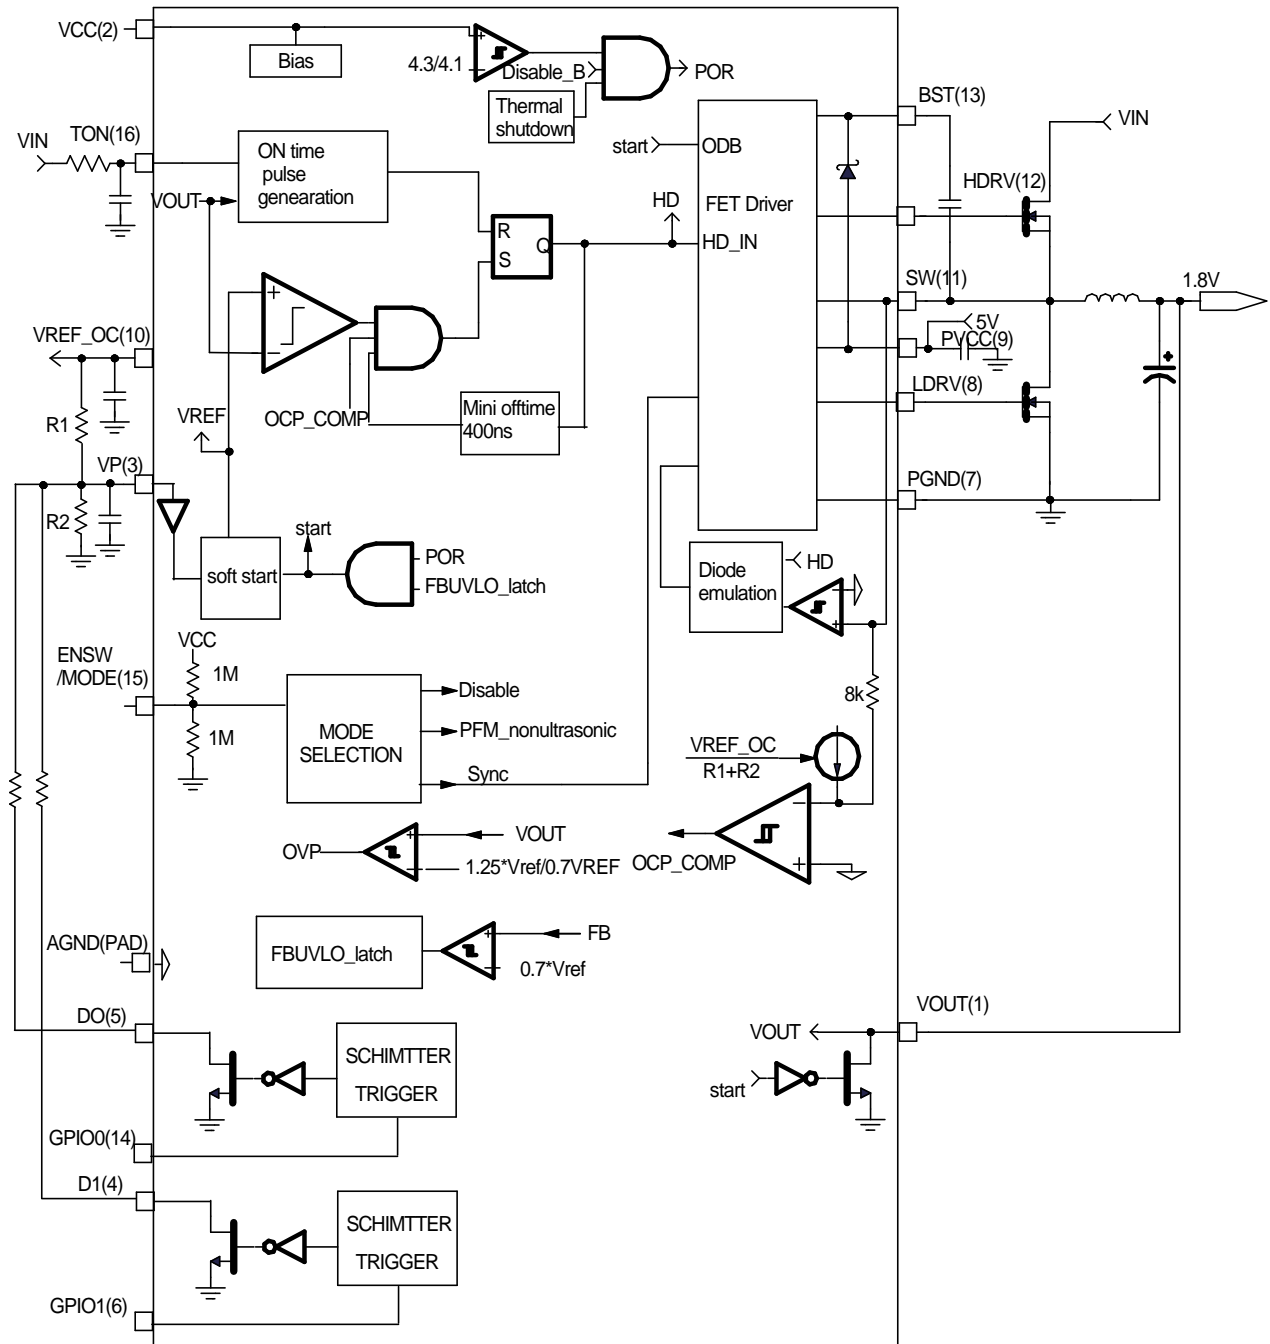 VCC(2)
Bias
4.3/4.1
+
Disable_B
POR
Thermal
shutdown
BST(13)
VIN
VIN
TON(16)
ON time
pulse
genearation
VOUT
start
ODB
HD
FET Driver
HD_IN
HDRV(12)
R
S
Q
SW(11)
1.8V
+
−
5V
PVCC(9)
+
VREF_OC(10)
R1
VREF
OCP_COMP
Mini offtime
400ns
LDRV(8)
VP(3)
R2
PGND(7)
start
soft start
POR
FBUVLO_latch
Diode
emulation
HD
+
VCC
ENSW
/MODE(15)
1M
1M
MODE
SELECTION
Disable
PFM_nonultrasonic
Sync
8k
VREF_OC
R1+R2
−
+
OCP_COMP
OVP
+
VOUT
1.25*Vref/0.7VREF
AGND(PAD)
FBUVLO_latch
+
FB
0.7*Vref
DO(5)
SCHIMTTER
TRIGGER
VOUT
VOUT(1)
start
GPIO0(14)
D1(4)
SCHIMTTER
TRIGGER
GPIO1(6)